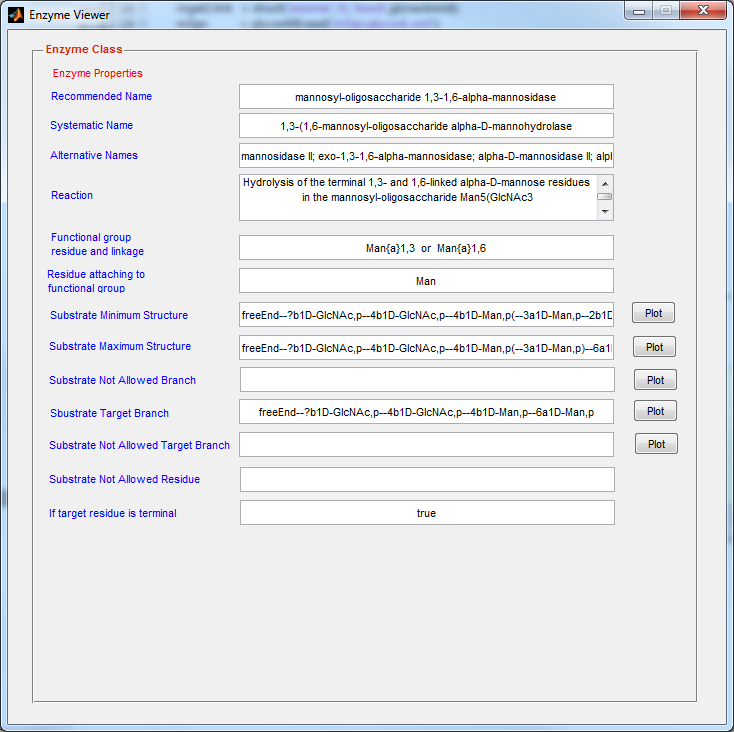 Enzyme Viewer
Enzyme Class
Enzyme Properties
Recommended Name
mannosyl-oligosaccharide 1,3-1,6-alpha-mannosidase
Systematic Name
1,3-(1,6-mannosyl-oligosaccharide alpha-D-mannohydrolase
Alternative Names
mannosidase II; exo-1,3-1,6-alpha-mannosidase; alpha-D-mannosidase II; alpl
Reaction
Hydrolysis of the terminal 1,3- and 1,6-linked alpha-D-mannose residues
in the mannosyl-oligosaccharide Man5(GlcNAc3
Functional group
residue and linkage
Man{a}1,3 or Man{a}1,6
Residue attaching to
functional group
Man
Substrate Minimum Structure
freeEnd--?b1D-GlcNAc,p--4b1D-GlcNAc,p--4b1D-Man,p(--3a1D-Man,p--2b1D
Plot
Substrate Maximum Structure
freeEnd--?b1D-GlcNAc,p--4b1D-GlcNAc,p--4b1D-Man,p(--3a1D-Man,p)--6a1
Plot
Substrate Not Allowed Branch
Plot
Sbustrate Target Branch
freeEnd--?b1D-GlcNAc,p--4b1D-GlcNAc,p--4b1D-Man,p--6a1D-Man,p
Plot
Substrate Not Allowed Target Branch
Plot
Substrate Not Allowed Residue
If target residue is terminal
true